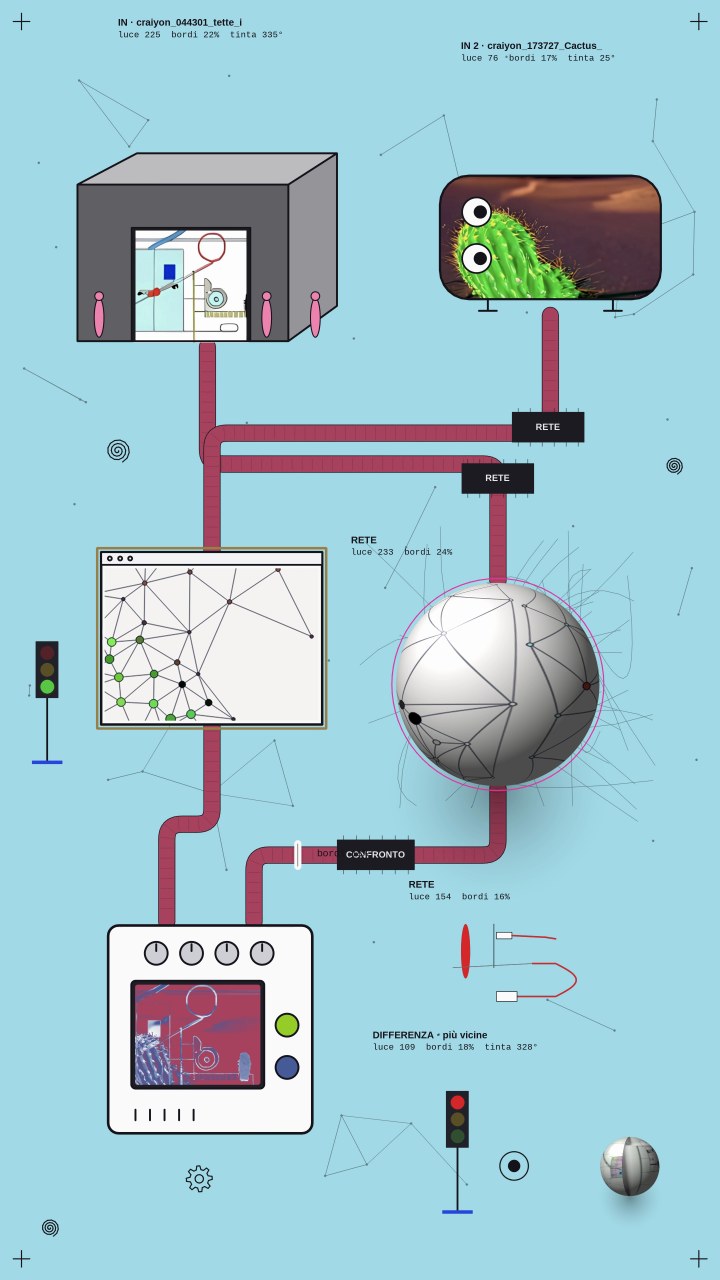 IN · craiyon_044301_tette_i
luce 225  bordi 22%  tinta 335°
IN 2 · craiyon_173727_Cactus_
luce 76  bordi 17%  tinta 25°
RETE
RETE
RETE
luce 233  bordi 24%
CONFRONTO
RETE
luce 154  bordi 16%
DIFFERENZA · più vicine
luce 109  bordi 18%  tinta 328°